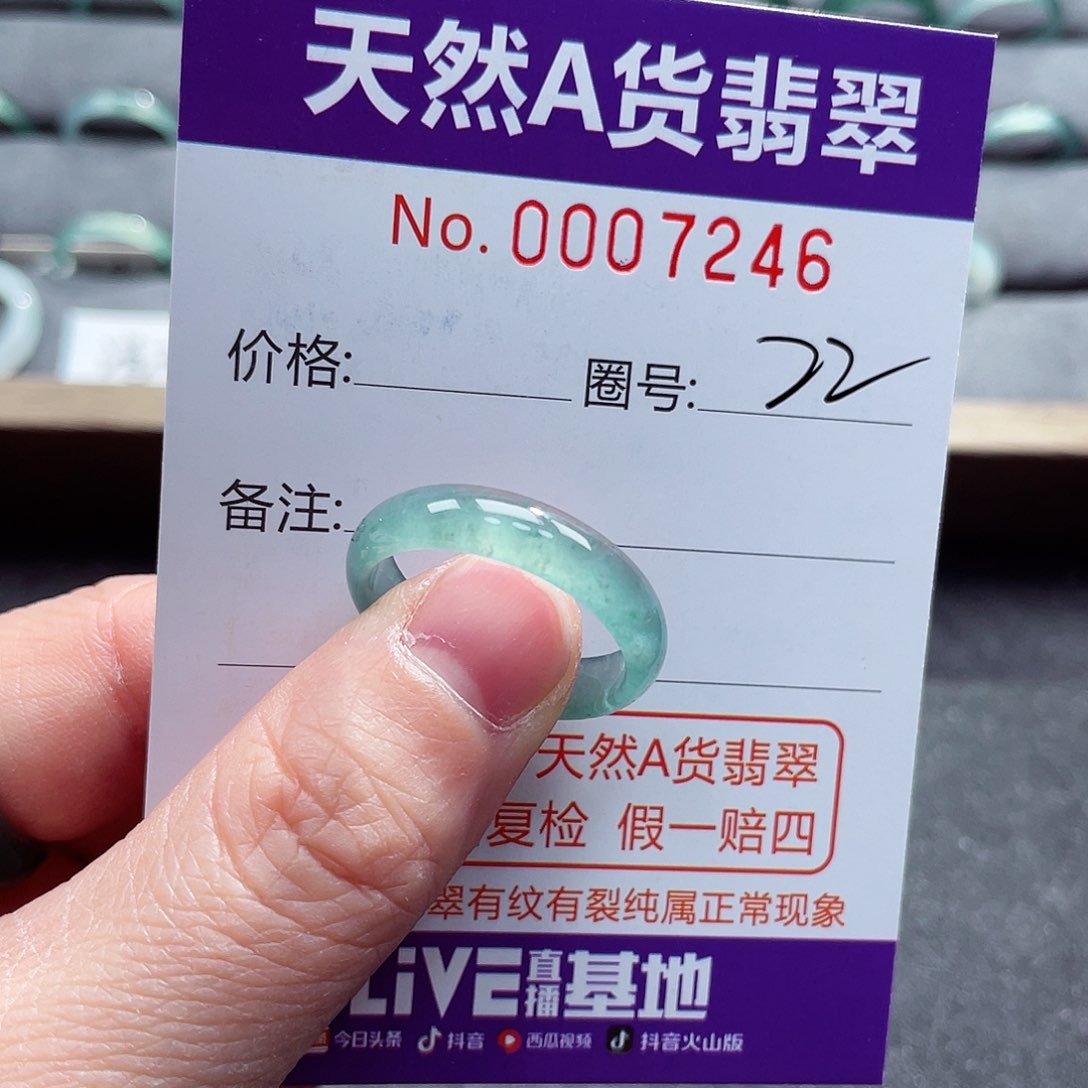 天然A货翡翠
No. 0007246
价格: 圈号: 22
备注:
天然A货翡翠
复检 假一赔四
翠有纹有裂纯属正常现象
LiVE直播基地
今日头条 抖音 西瓜视频 抖音火山版